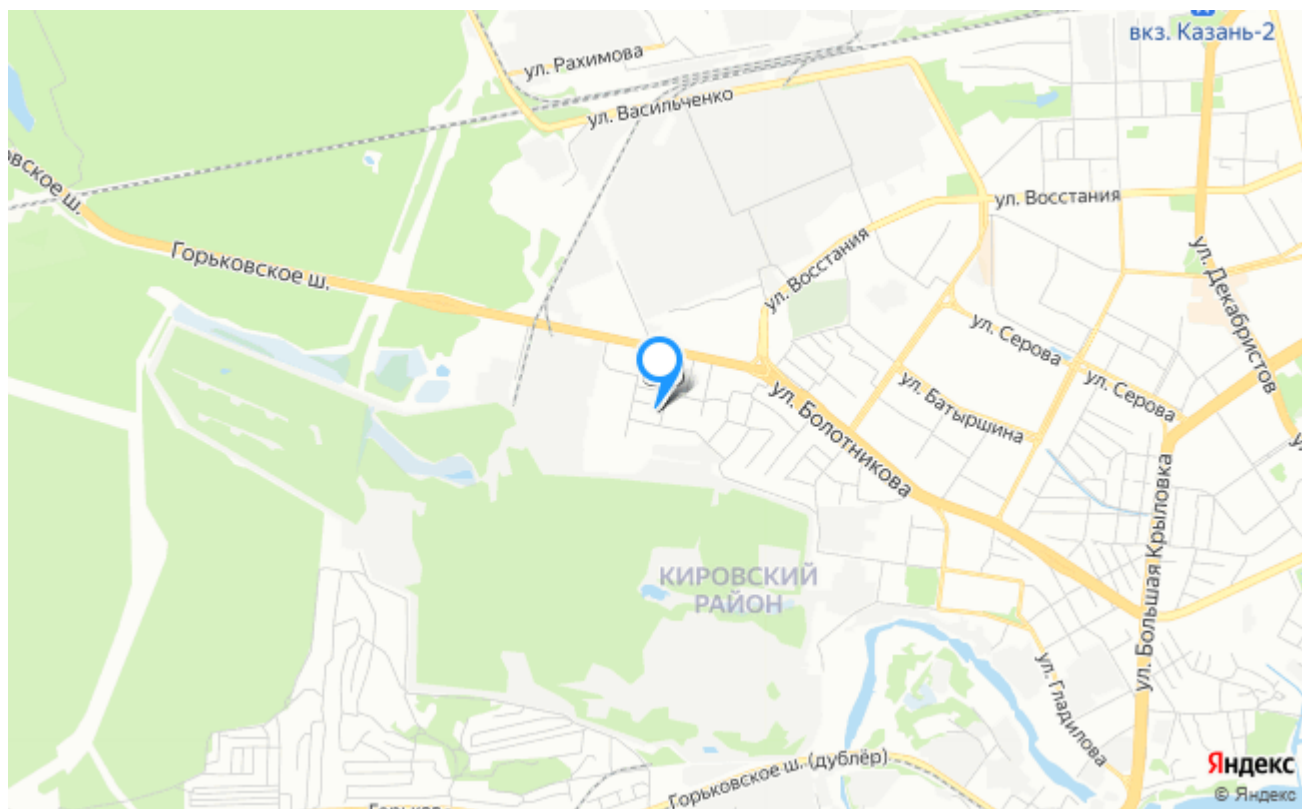 вкз. Казань-2
ул. Рахимова
ул. Васильченко
ул. Восстания
вское ш.
Горьковское ш.
ул. Восстания
ул. Декабристов
ул. Серова
ул. Серова
ул. Батыршина
ул. Болотникова
ул. Большая Крыловка
КИРОВСКИЙ
РАЙОН
ул. Гладилова
Горьковское ш. (дублёр)
Яндекс
© Яндекс